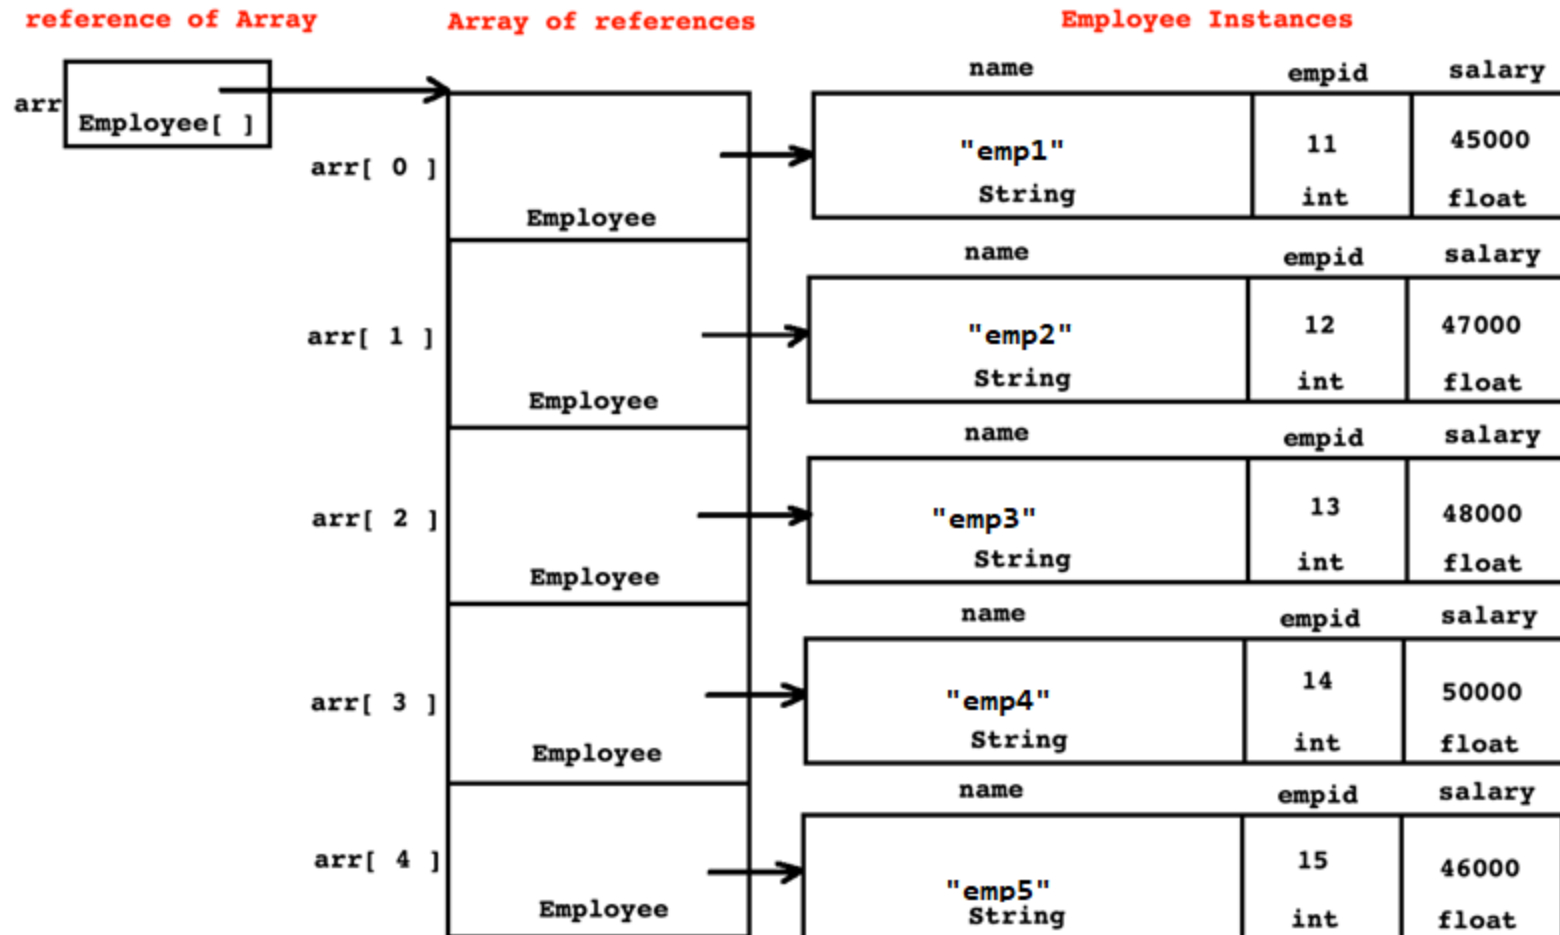 reference of Array Array of references Employee Instances
name empid salary
arr Employee[ ]
arr[ 0 ] "emp1" 11 45000
Employee String int float
name empid salary
arr[ 1 ] "emp2" 12 47000
Employee String int float
name empid salary
arr[ 2 ] "emp3" 13 48000
Employee String int float
name empid salary
arr[ 3 ] "emp4" 14 50000
Employee String int float
name empid salary
arr[ 4 ] "emp5" 15 46000
Employee String int float